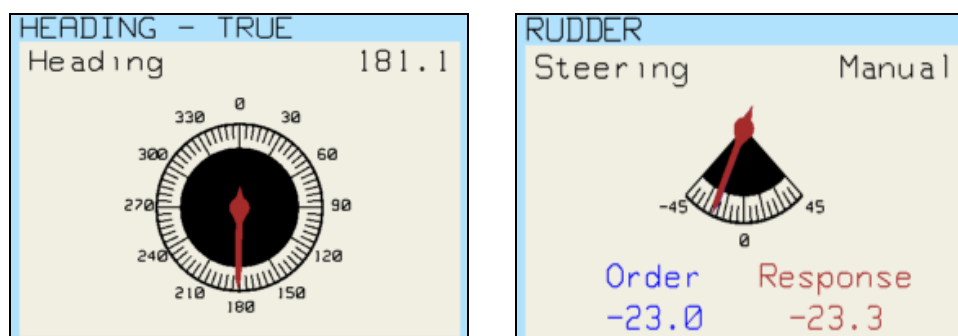 HEADING - TRUE
Heading 181.1
0
330 30
300 60
270 90
240 120
210 150
180
RUDDER
Steering Manual
-45 45
0
Order Response
-23.0 -23.3